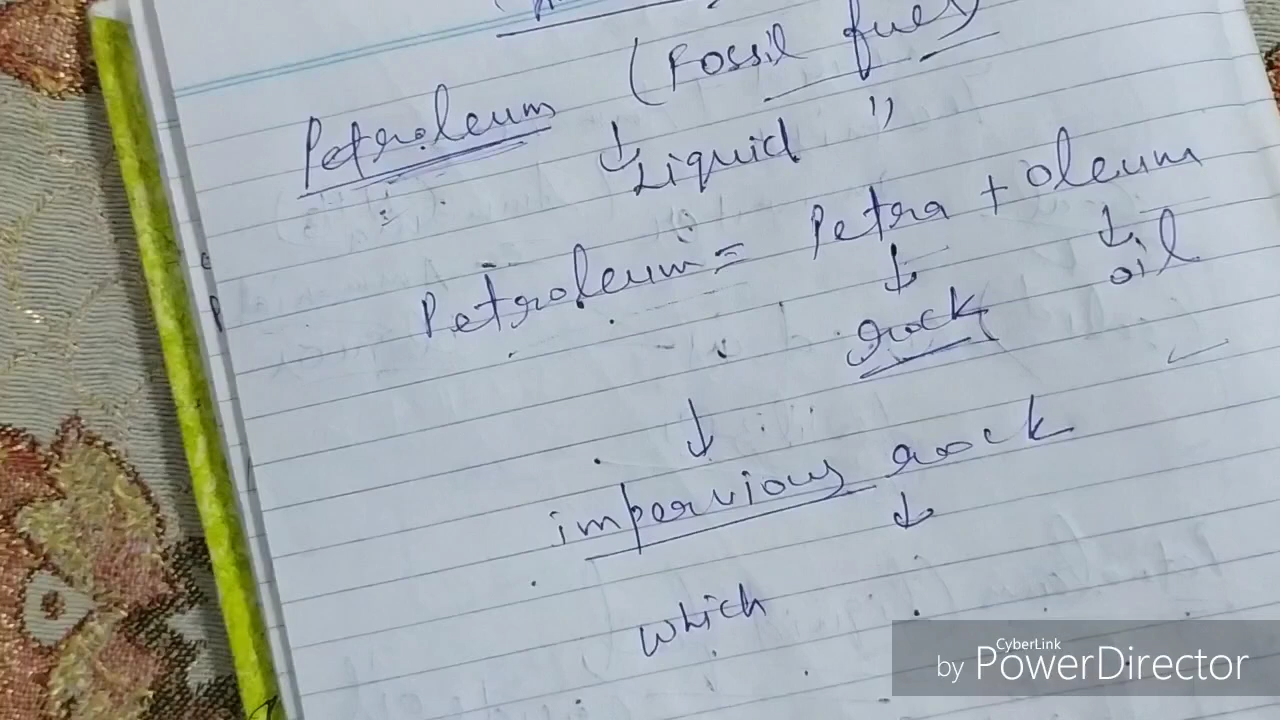 Petroleum (Fossil fuel)
↓ Liquid "
Petroleum = Petra + oleum
↓ ↓
rock oil
↓
impervious rock
↓
which
CyberLink
by PowerDirector